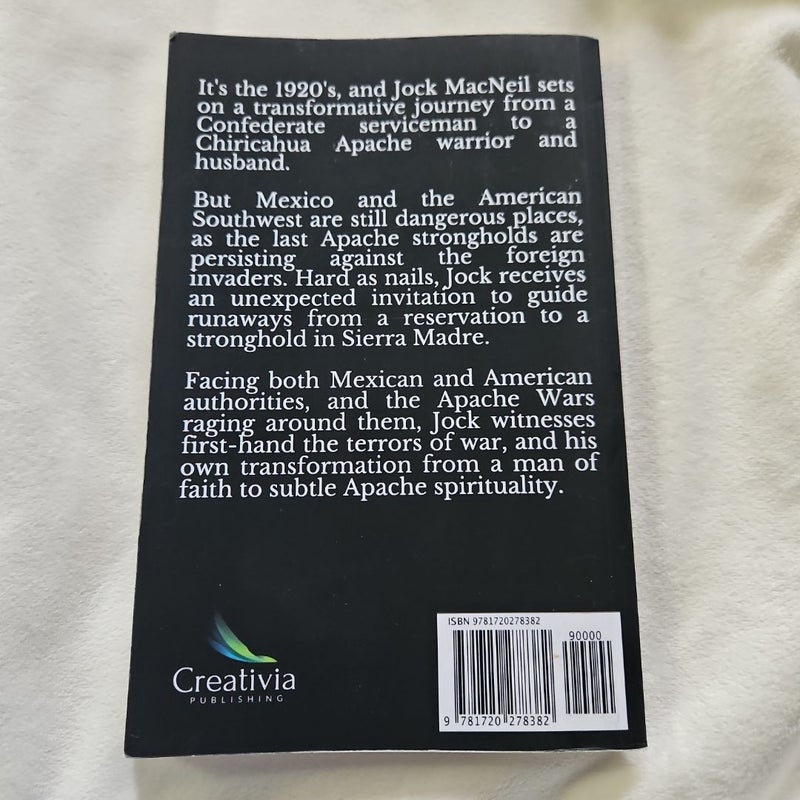 It's the 1920's, and Jock MacNeil sets
on a transformative journey from a
Confederate serviceman to a
Chiricahua Apache warrior and
husband.
But Mexico and the American
Southwest are still dangerous places,
as the last Apache strongholds are
persisting against the foreign
invaders. Hard as nails, Jock receives
an unexpected invitation to guide
runaways from a reservation to a
stronghold in Sierra Madre.
Facing both Mexican and American
authorities, and the Apache Wars
raging around them, Jock witnesses
first-hand the terrors of war, and his
own transformation from a man of
faith to subtle Apache spirituality.
Creativia
PUBLISHING
ISBN 9781720278382
90000
9 781720 278382